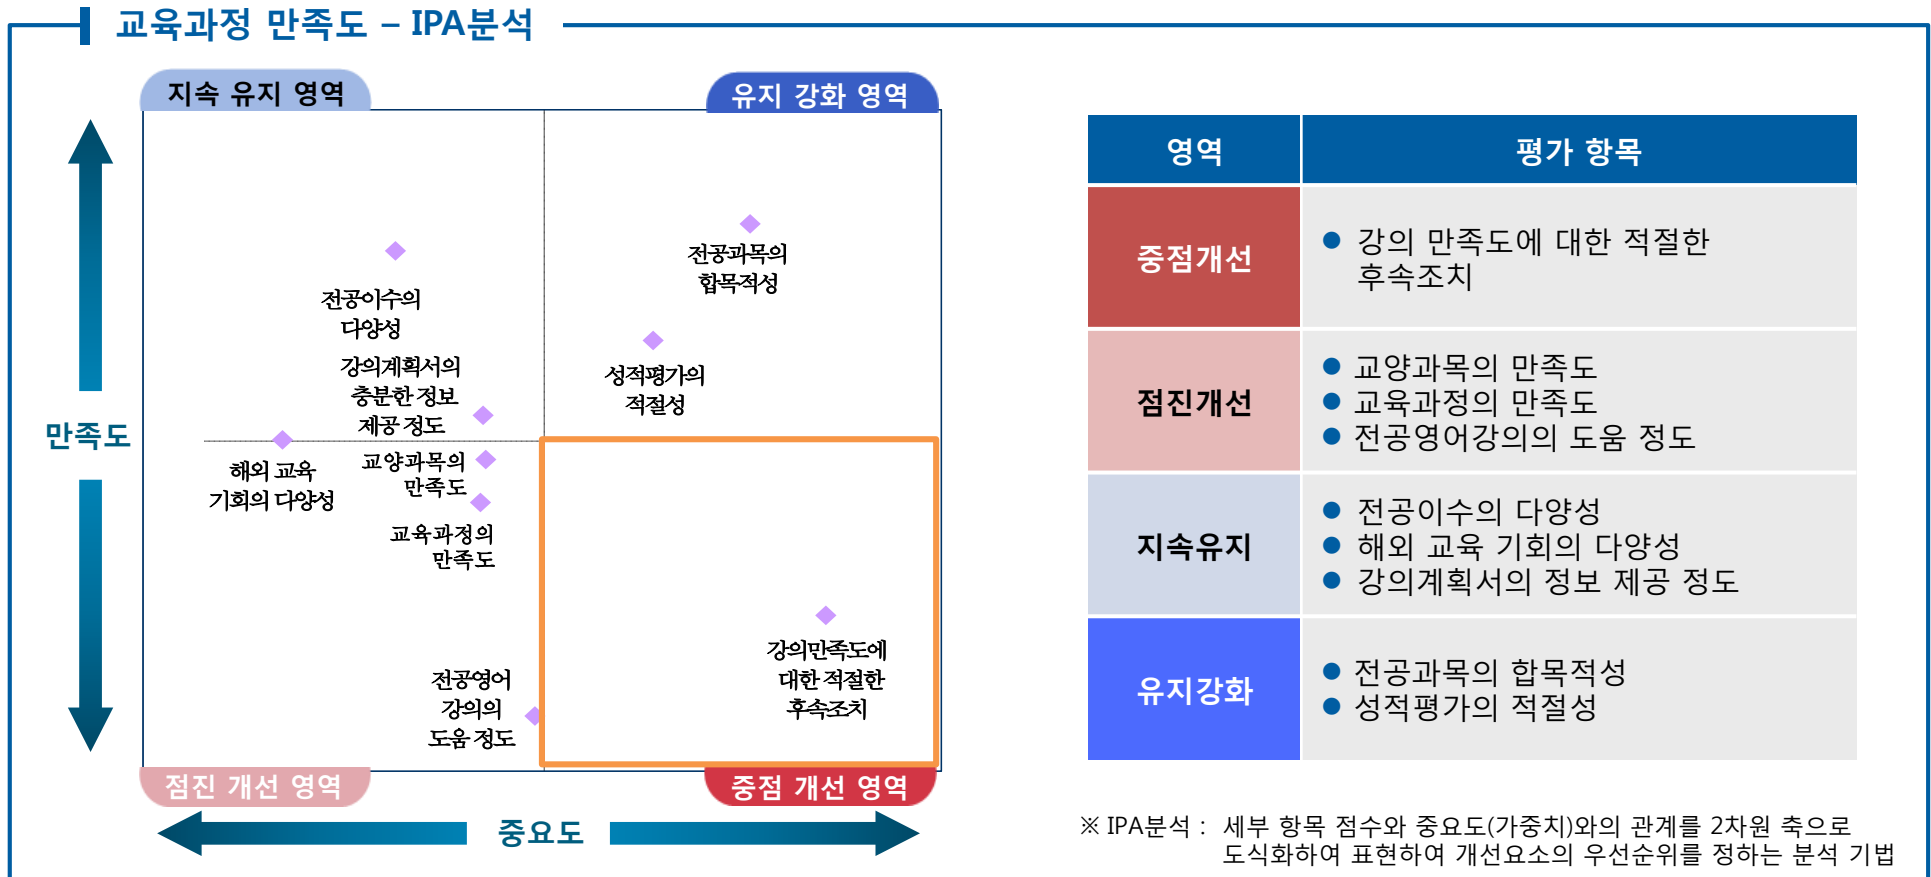 교육과정 만족도 – IPA분석
지속 유지 영역
유지 강화 영역
전공과목의
합목적성
전공이수의
다양성
성적평가의
적절성
강의계획서의
충분한 정보
제공 정도
만족도
해외 교육
기회의 다양성
교양과목의
만족도
교육과정의
만족도
강의만족도에
대한 적절한
후속조치
전공영어
강의의
도움 정도
점진 개선 영역
중점 개선 영역
중요도
영역
평가 항목
중점개선
● 강의 만족도에 대한 적절한
후속조치
점진개선
● 교양과목의 만족도
● 교육과정의 만족도
● 전공영어강의의 도움 정도
지속유지
● 전공이수의 다양성
● 해외 교육 기회의 다양성
● 강의계획서의 정보 제공 정도
유지강화
● 전공과목의 합목적성
● 성적평가의 적절성
※ IPA분석 : 세부 항목 점수와 중요도(가중치)와의 관계를 2차원 축으로
도식화하여 표현하여 개선요소의 우선순위를 정하는 분석 기법